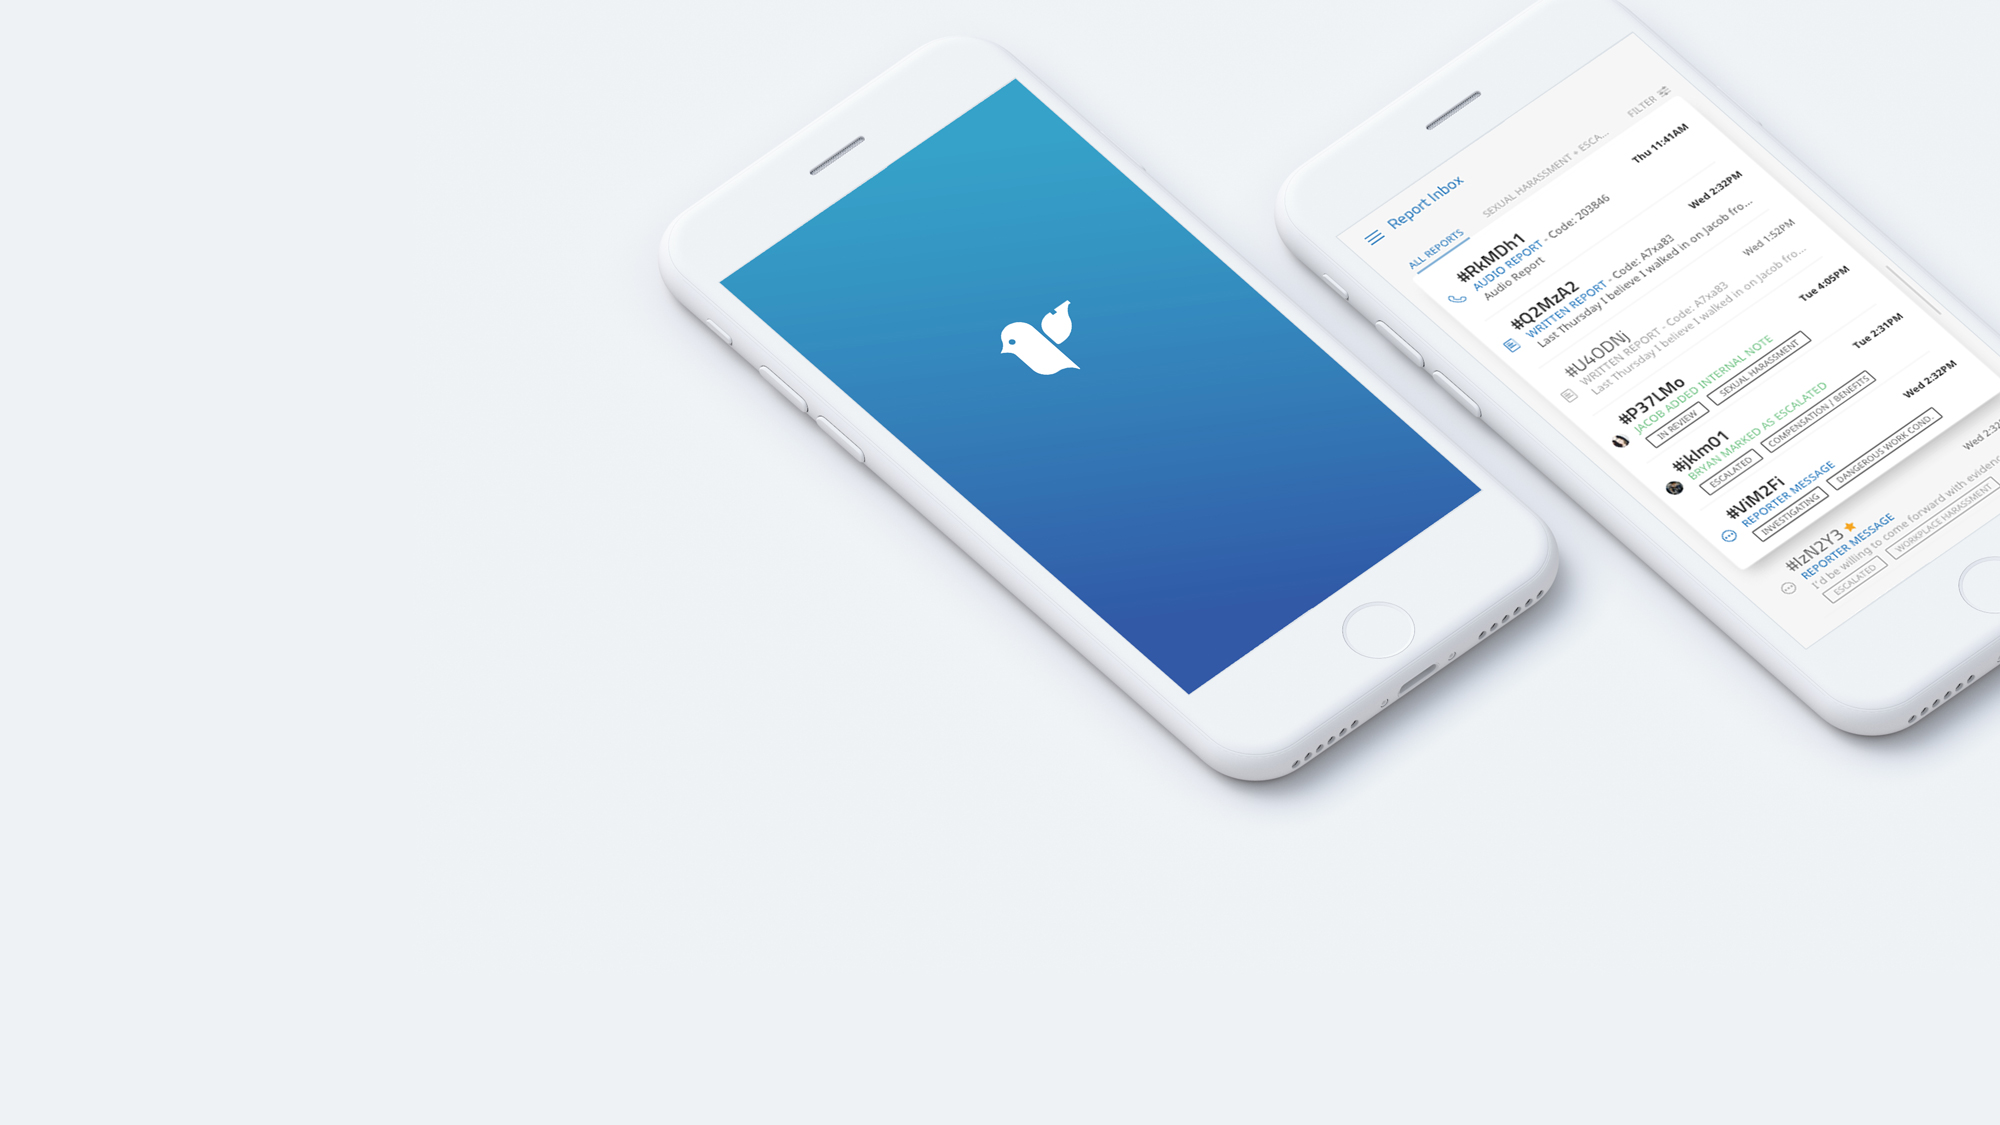 Report Inbox
FILTER
ALL REPORTS
SEXUAL HARASSMENT + ESCA...
#RkMDh1
Thu 11:41AM
AUDIO REPORT - Code: 203846
Audio Report
#Q2MzA2
Wed 2:32PM
WRITTEN REPORT - Code: A7xa83
Last Thursday I believe I walked in on Jacob fro...
#U4ODNj
Wed 1:52PM
WRITTEN REPORT - Code: A7xa83
Last Thursday I believe I walked in on Jacob fro...
#P37LMo
Tue 4:05PM
JACOB ADDED INTERNAL NOTE
IN REVIEW
SEXUAL HARASSMENT
#jklm01
Tue 2:31PM
BRYAN MARKED AS ESCALATED
ESCALATED
COMPENSATION / BENEFITS
#ViM2Fi
Wed 2:32PM
REPORTER MESSAGE
INVESTIGATING
DANGEROUS WORK COND...
#IzN2Y3
Wed 2:32
REPORTER MESSAGE
I'd be willing to come forward with eviden
ESCALATED
WORKPLACE HARASSMENT